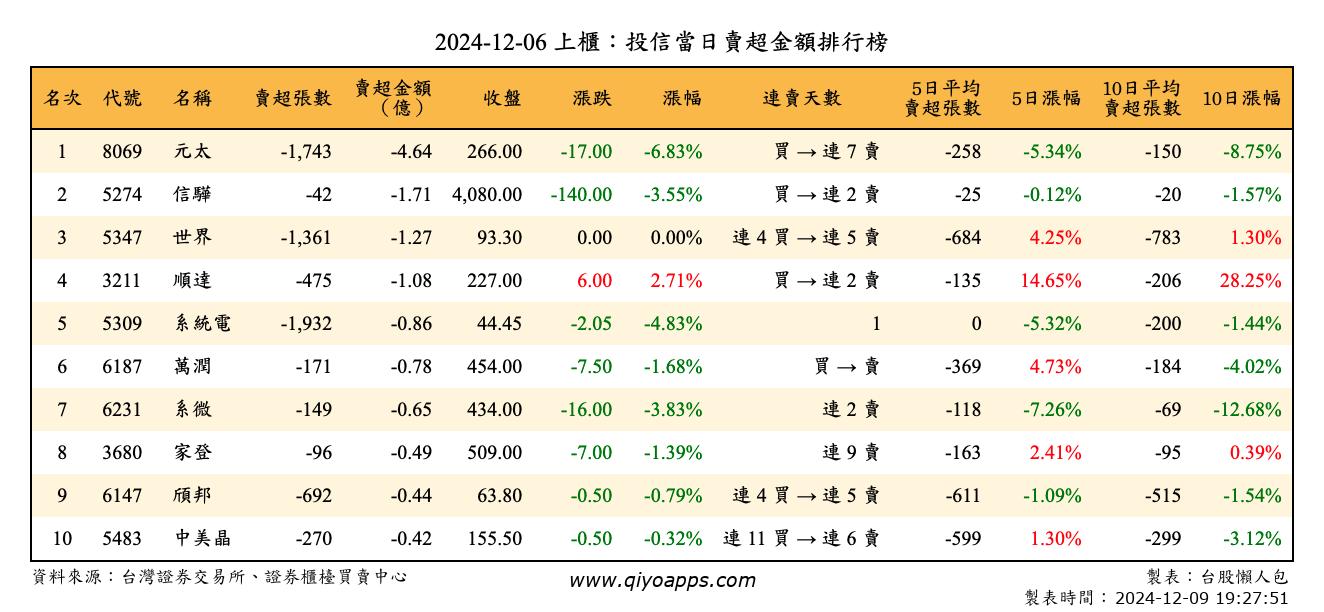 2024-12-06 上櫃：投信當日賣超金額排行榜
名次 代號 名稱 賣超張數 賣超金額（億） 收盤 漲跌 漲幅 連賣天數 5日平均賣超張數 5日漲幅 10日平均賣超張數 10日漲幅
1 8069 元太 -1,743 -4.64 266.00 -17.00 -6.83% 買→連 7 賣 -258 -5.34% -150 -8.75%
2 5274 信驊 -42 -1.71 4,080.00 -140.00 -3.55% 買→連 2 賣 -25 -0.12% -20 -1.57%
3 5347 世界 -1,361 -1.27 93.30 0.00 0.00% 連 4 買→連 5 賣 -684 4.25% -783 1.30%
4 3211 順達 -475 -1.08 227.00 6.00 2.71% 買→連 2 賣 -135 14.65% -206 28.25%
5 5309 系統電 -1,932 -0.86 44.45 -2.05 -4.83% 1 0 -5.32% -200 -1.44%
6 6187 萬潤 -171 -0.78 454.00 -7.50 -1.68% 買→賣 -369 4.73% -184 -4.02%
7 6231 系微 -149 -0.65 434.00 -16.00 -3.83% 連 2 賣 -118 -7.26% -69 -12.68%
8 3680 家登 -96 -0.49 509.00 -7.00 -1.39% 連 9 賣 -163 2.41% -95 0.39%
9 6147 頎邦 -692 -0.44 63.80 -0.50 -0.79% 連 4 買→連 5 賣 -611 -1.09% -515 -1.54%
10 5483 中美晶 -270 -0.42 155.50 -0.50 -0.32% 連 11 買→連 6 賣 -599 1.30% -299 -3.12%
資料來源：台灣證券交易所、證券櫃檯買賣中心
www.qiyoapps.com
製表：台股懶人包
製表時間：2024-12-09 19:27:51